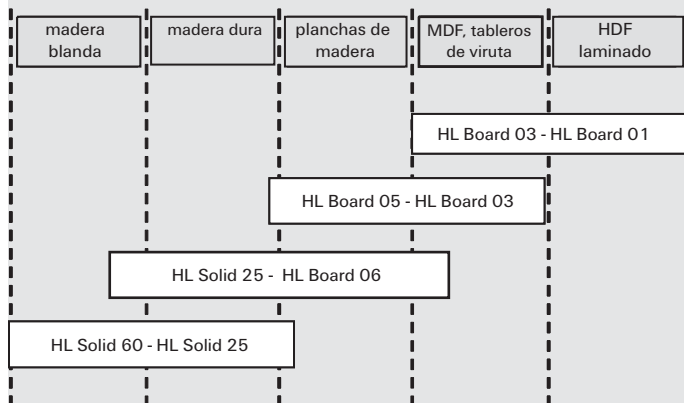 madera
blanda
madera dura
planchas de
madera
MDF, tableros
de viruta
HDF
laminado
HL Board 03 - HL Board 01
HL Board 05 - HL Board 03
HL Solid 25 - HL Board 06
HL Solid 60 - HL Solid 25